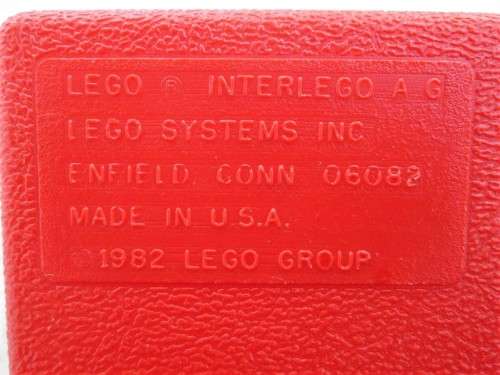 LEGO ® INTERLEGO A G
LEGO SYSTEMS INC
ENFIELD, CONN 06082
MADE IN U.S.A.
©1982 LEGO GROUP